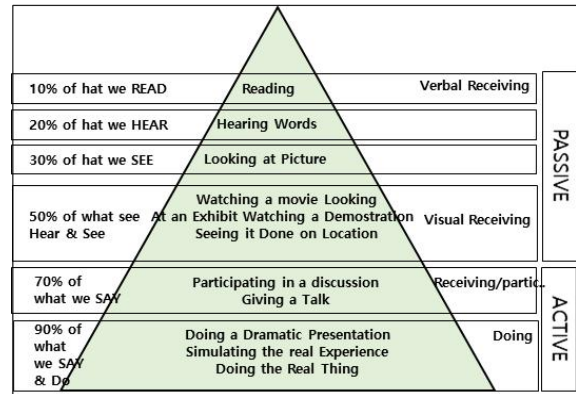 10% of hat we READ
Reading
Verbal Receiving
20% of hat we HEAR
Hearing Words
30% of hat we SEE
Looking at Picture
50% of what see
Hear & See
Watching a movie Looking
At an Exhibit Watching a Demostration
Seeing it Done on Location
Visual Receiving
PASSIVE
70% of
what we SAY
Participating in a discussion
Giving a Talk
Receiving/partic..
90% of
what
we SAY
& Do
Doing a Dramatic Presentation
Simulating the real Experience
Doing the Real Thing
Doing
ACTIVE